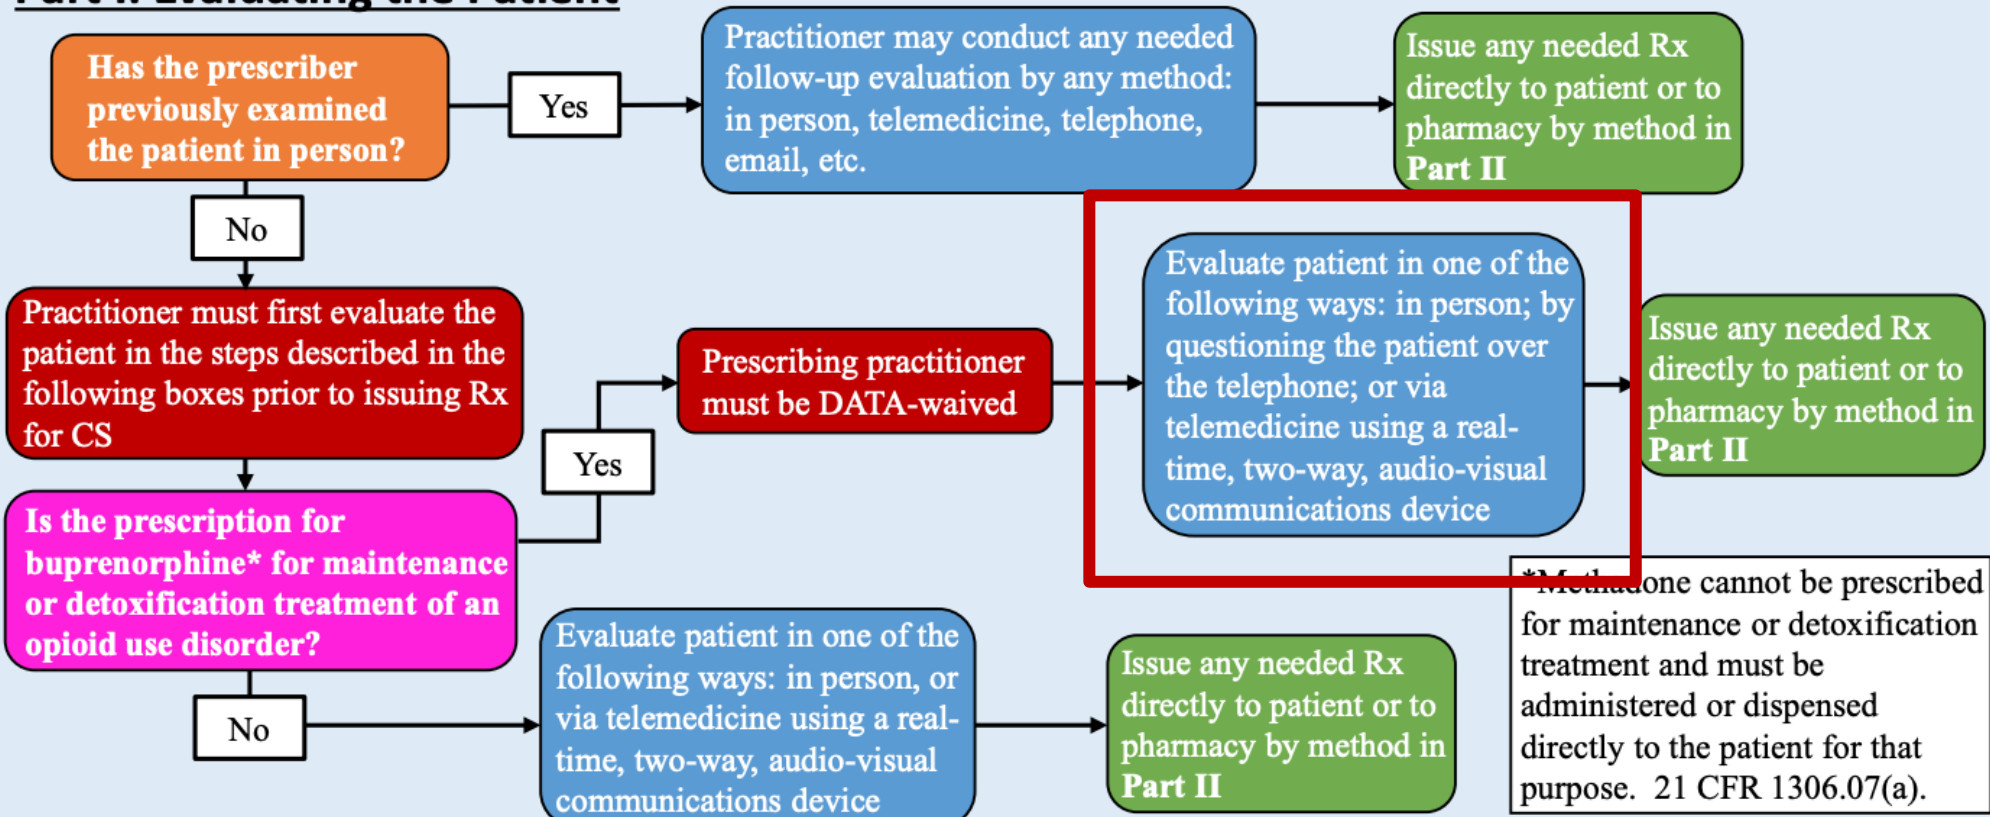 Part I: Evaluating the Patient
Has the prescriber
previously examined
the patient in person?
Yes
Practitioner may conduct any needed
follow-up evaluation by any method:
in person, telemedicine, telephone,
email, etc.
Issue any needed Rx
directly to patient or to
pharmacy by method in
Part II
No
Practitioner must first evaluate the
patient in the steps described in the
following boxes prior to issuing Rx
for CS
Is the prescription for
buprenorphine* for maintenance
or detoxification treatment of an
opioid use disorder?
Yes
Prescribing practitioner
must be DATA-waived
Evaluate patient in one of the
following ways: in person; by
questioning the patient over
the telephone; or via
telemedicine using a real-
time, two-way, audio-visual
communications device
Issue any needed Rx
directly to patient or to
pharmacy by method in
Part II
No
Evaluate patient in one of the
following ways: in person, or
via telemedicine using a real-
time, two-way, audio-visual
communications device
Issue any needed Rx
directly to patient or to
pharmacy by method in
Part II
*Methadone cannot be prescribed
for maintenance or detoxification
treatment and must be
administered or dispensed
directly to the patient for that
purpose. 21 CFR 1306.07(a).